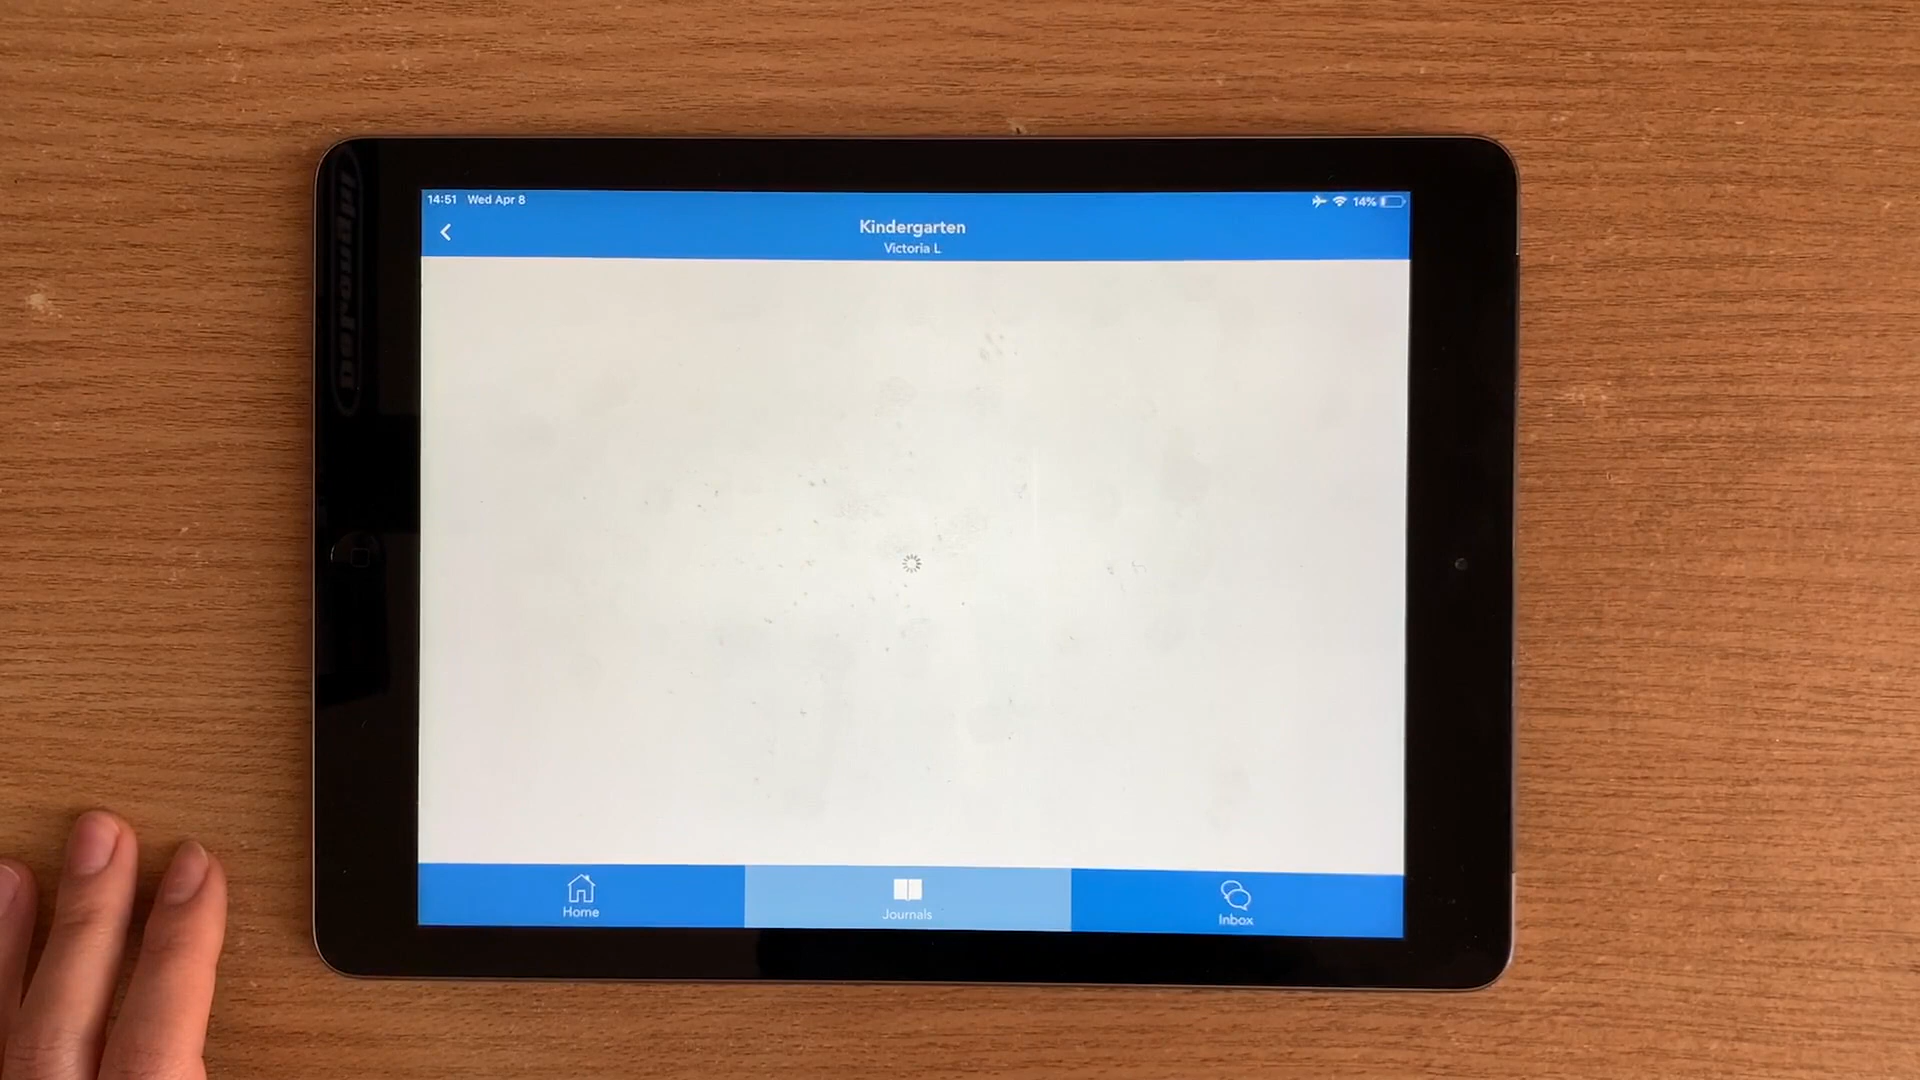 14:51 Wed Apr 8
14%
Kindergarten
Victoria L
Home
Journals
Inbox